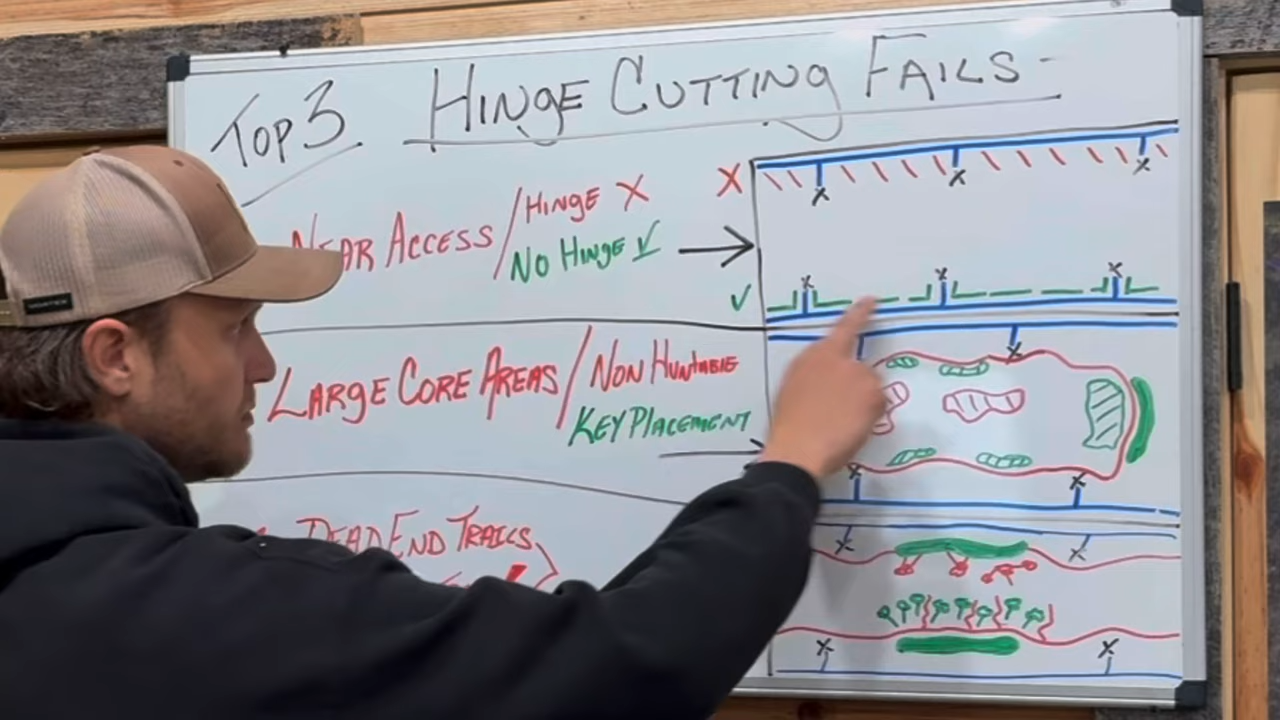 TOP 3 HINGE CUTTING FAILS -
NEAR ACCESS / HINGE X
NO HINGE ✓
X
✓
LARGE CORE AREAS / NON HUNTABLE
KEY PLACEMENT
DEAD END TRAILS